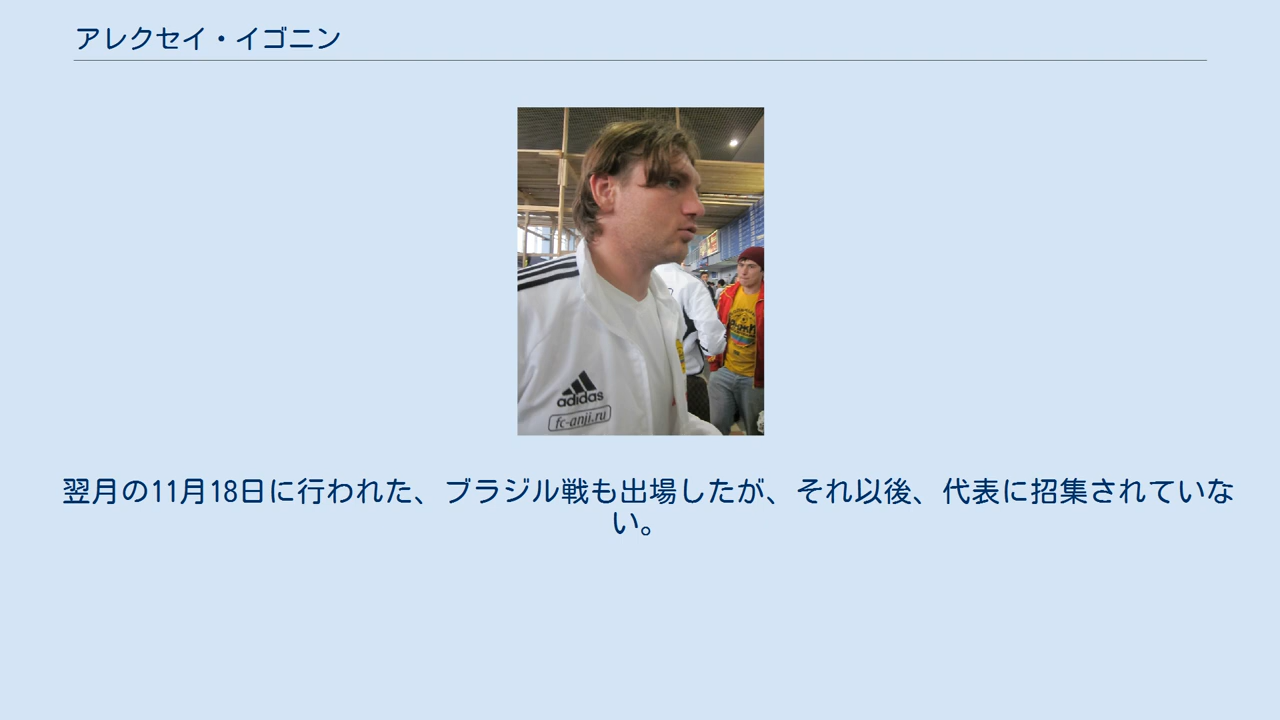 アレクセイ・イゴニン
adidas
fc-anji.ru
翌月の11月18日に行われた、ブラジル戦も出場したが、それ以後、代表に招集されていな
い。